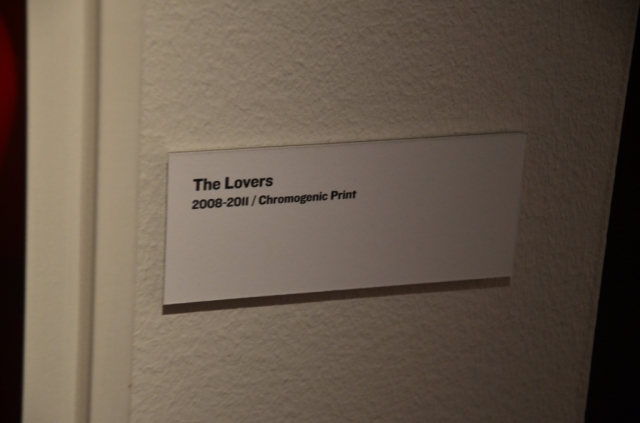 The Lovers
2008-2011 / Chromogenic Print